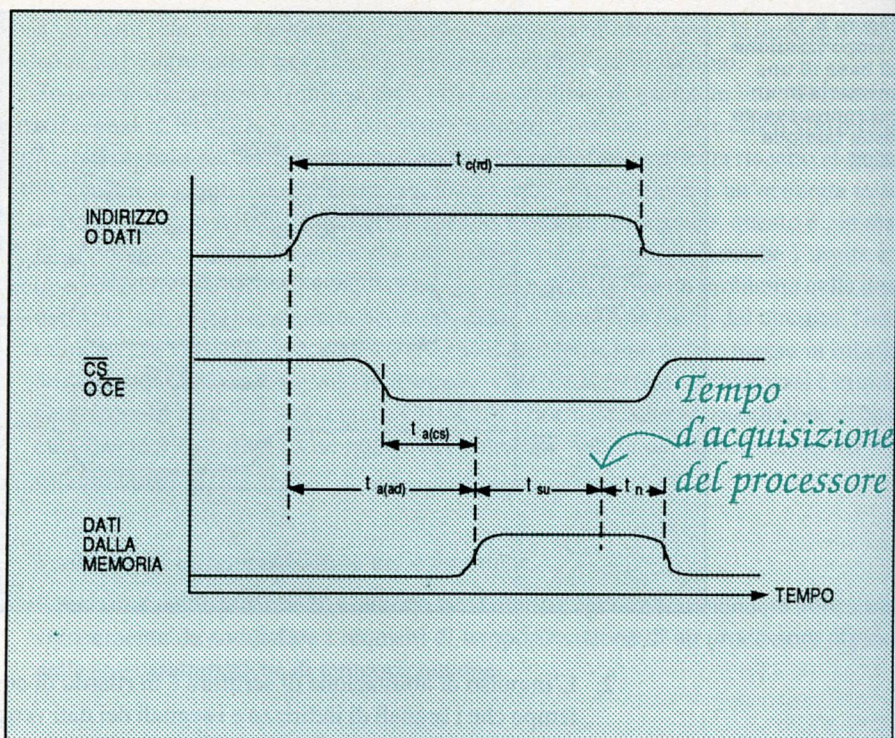 t c(rd)
INDIRIZZO
O DATI
CS
O CE
Tempo
d'acquisizione
del processore
t a(cs)
t a(ad)
t su
t n
DATI
DALLA
MEMORIA
TEMPO